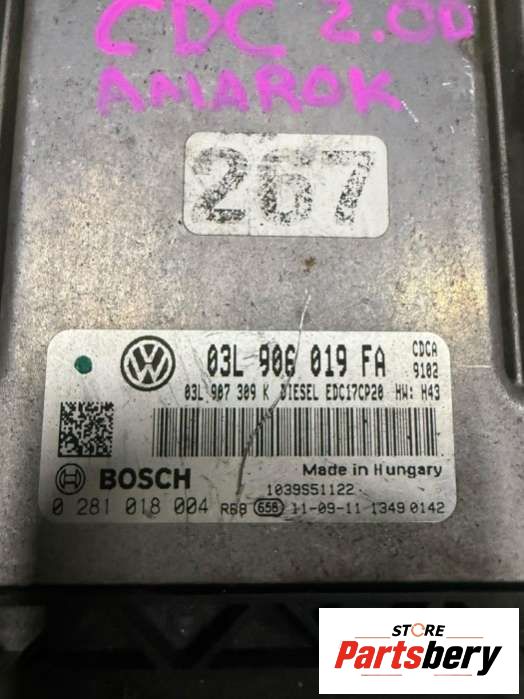 CDC 2.0D
AMAROK
267
03L 906 019 FA CDCA
03L 907 309 K DIESEL EDC17CP20 9102
HW: H43
BOSCH
Made in Hungary
1039S51122
0 281 018 004 R68 656 11-09-11 1349 0142
STORE
Partsbery